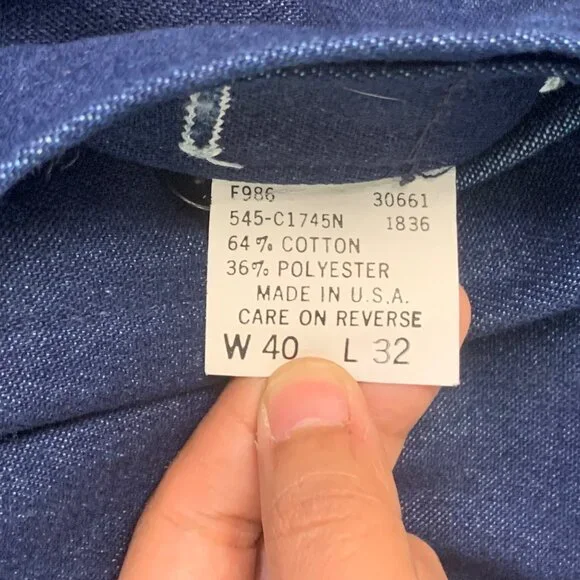 F986 30661
545-C1745N 1836
64% COTTON
36% POLYESTER
MADE IN U.S.A.
CARE ON REVERSE
W 40 L 32